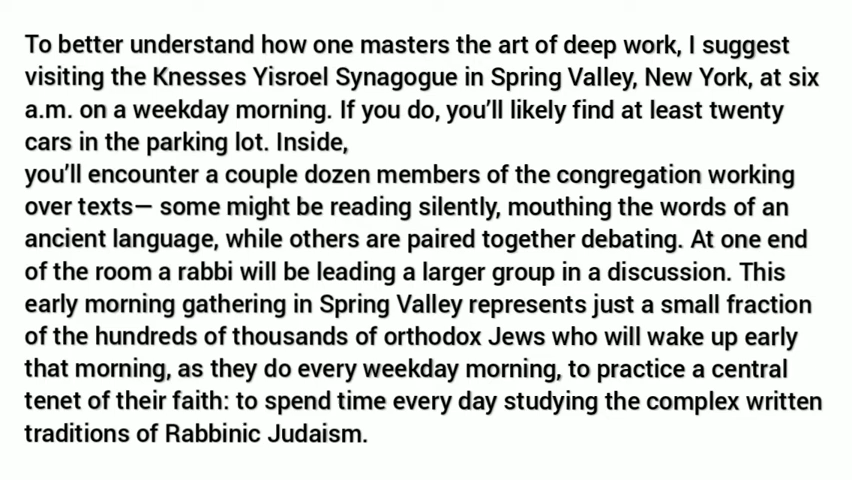 To better understand how one masters the art of deep work, I suggest
visiting the Knesses Yisroel Synagogue in Spring Valley, New York, at six
a.m. on a weekday morning. If you do, you’ll likely find at least twenty
cars in the parking lot. Inside,
you’ll encounter a couple dozen members of the congregation working
over texts— some might be reading silently, mouthing the words of an
ancient language, while others are paired together debating. At one end
of the room a rabbi will be leading a larger group in a discussion. This
early morning gathering in Spring Valley represents just a small fraction
of the hundreds of thousands of orthodox Jews who will wake up early
that morning, as they do every weekday morning, to practice a central
tenet of their faith: to spend time every day studying the complex written
traditions of Rabbinic Judaism.